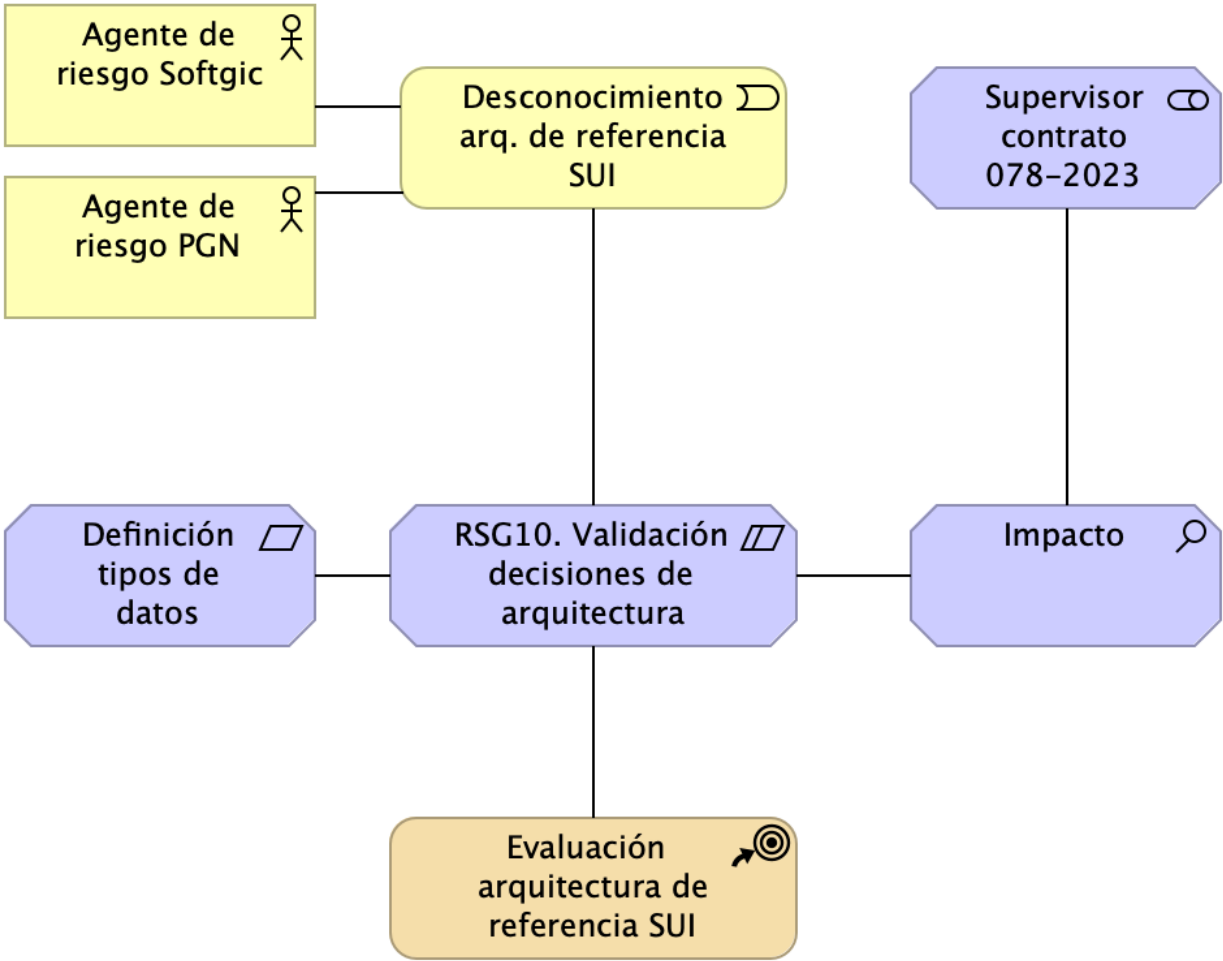 Agente de
riesgo Softgic
Desconocimiento
arq. de referencia
SUI
Supervisor
contrato
078-2023
Agente de
riesgo PGN
Definición
tipos de
datos
RSG10. Validación
decisiones de
arquitectura
Impacto
Evaluación
arquitectura de
referencia SUI